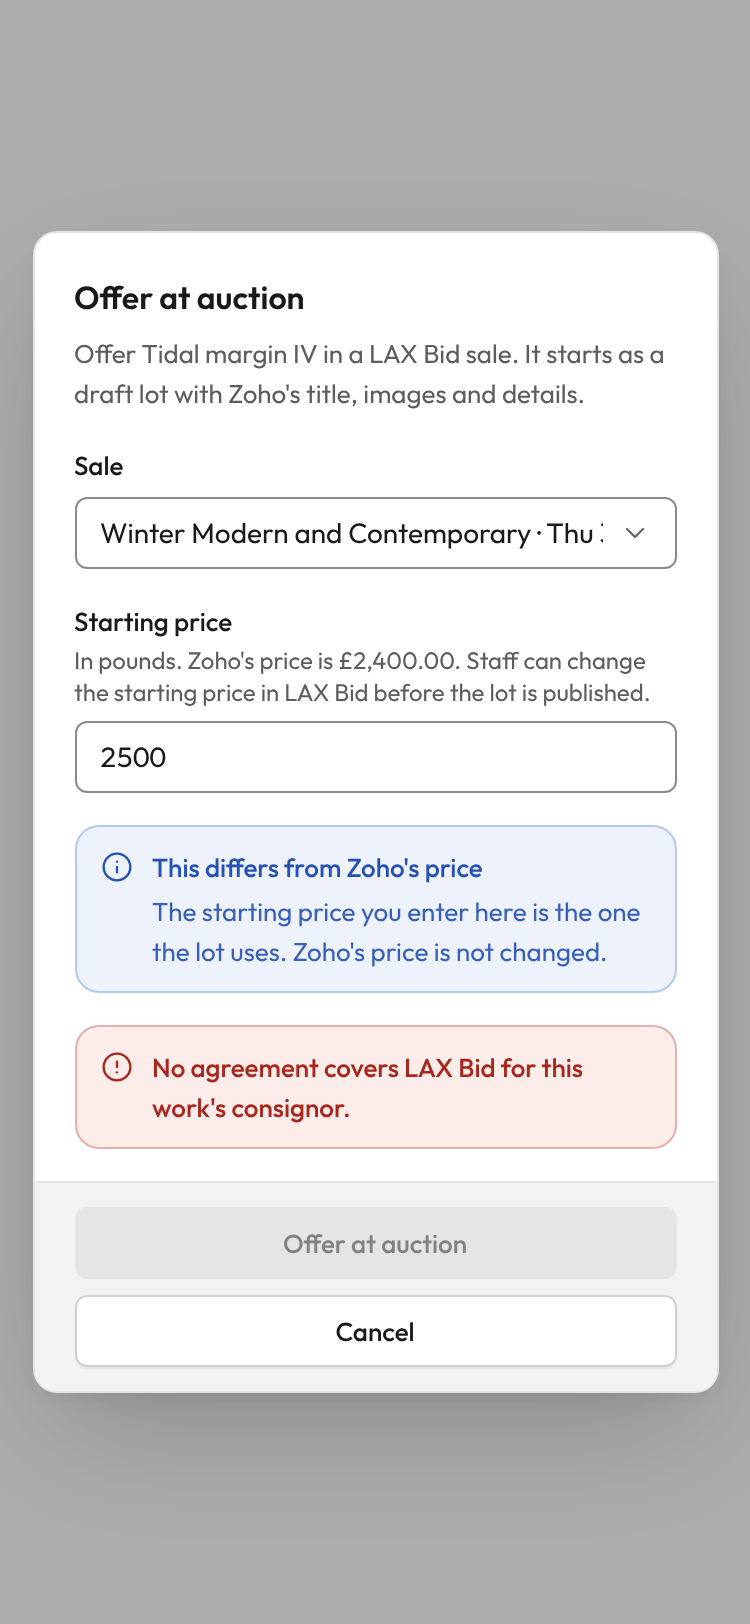 Offer at auction
Offer Tidal margin IV in a LAX Bid sale. It starts as a
draft lot with Zoho's title, images and details.
Sale
Winter Modern and Contemporary · Thu
Starting price
In pounds. Zoho's price is £2,400.00. Staff can change
the starting price in LAX Bid before the lot is published.
2500
This differs from Zoho's price
The starting price you enter here is the one
the lot uses. Zoho's price is not changed.
No agreement covers LAX Bid for this
work's consignor.
Offer at auction
Cancel